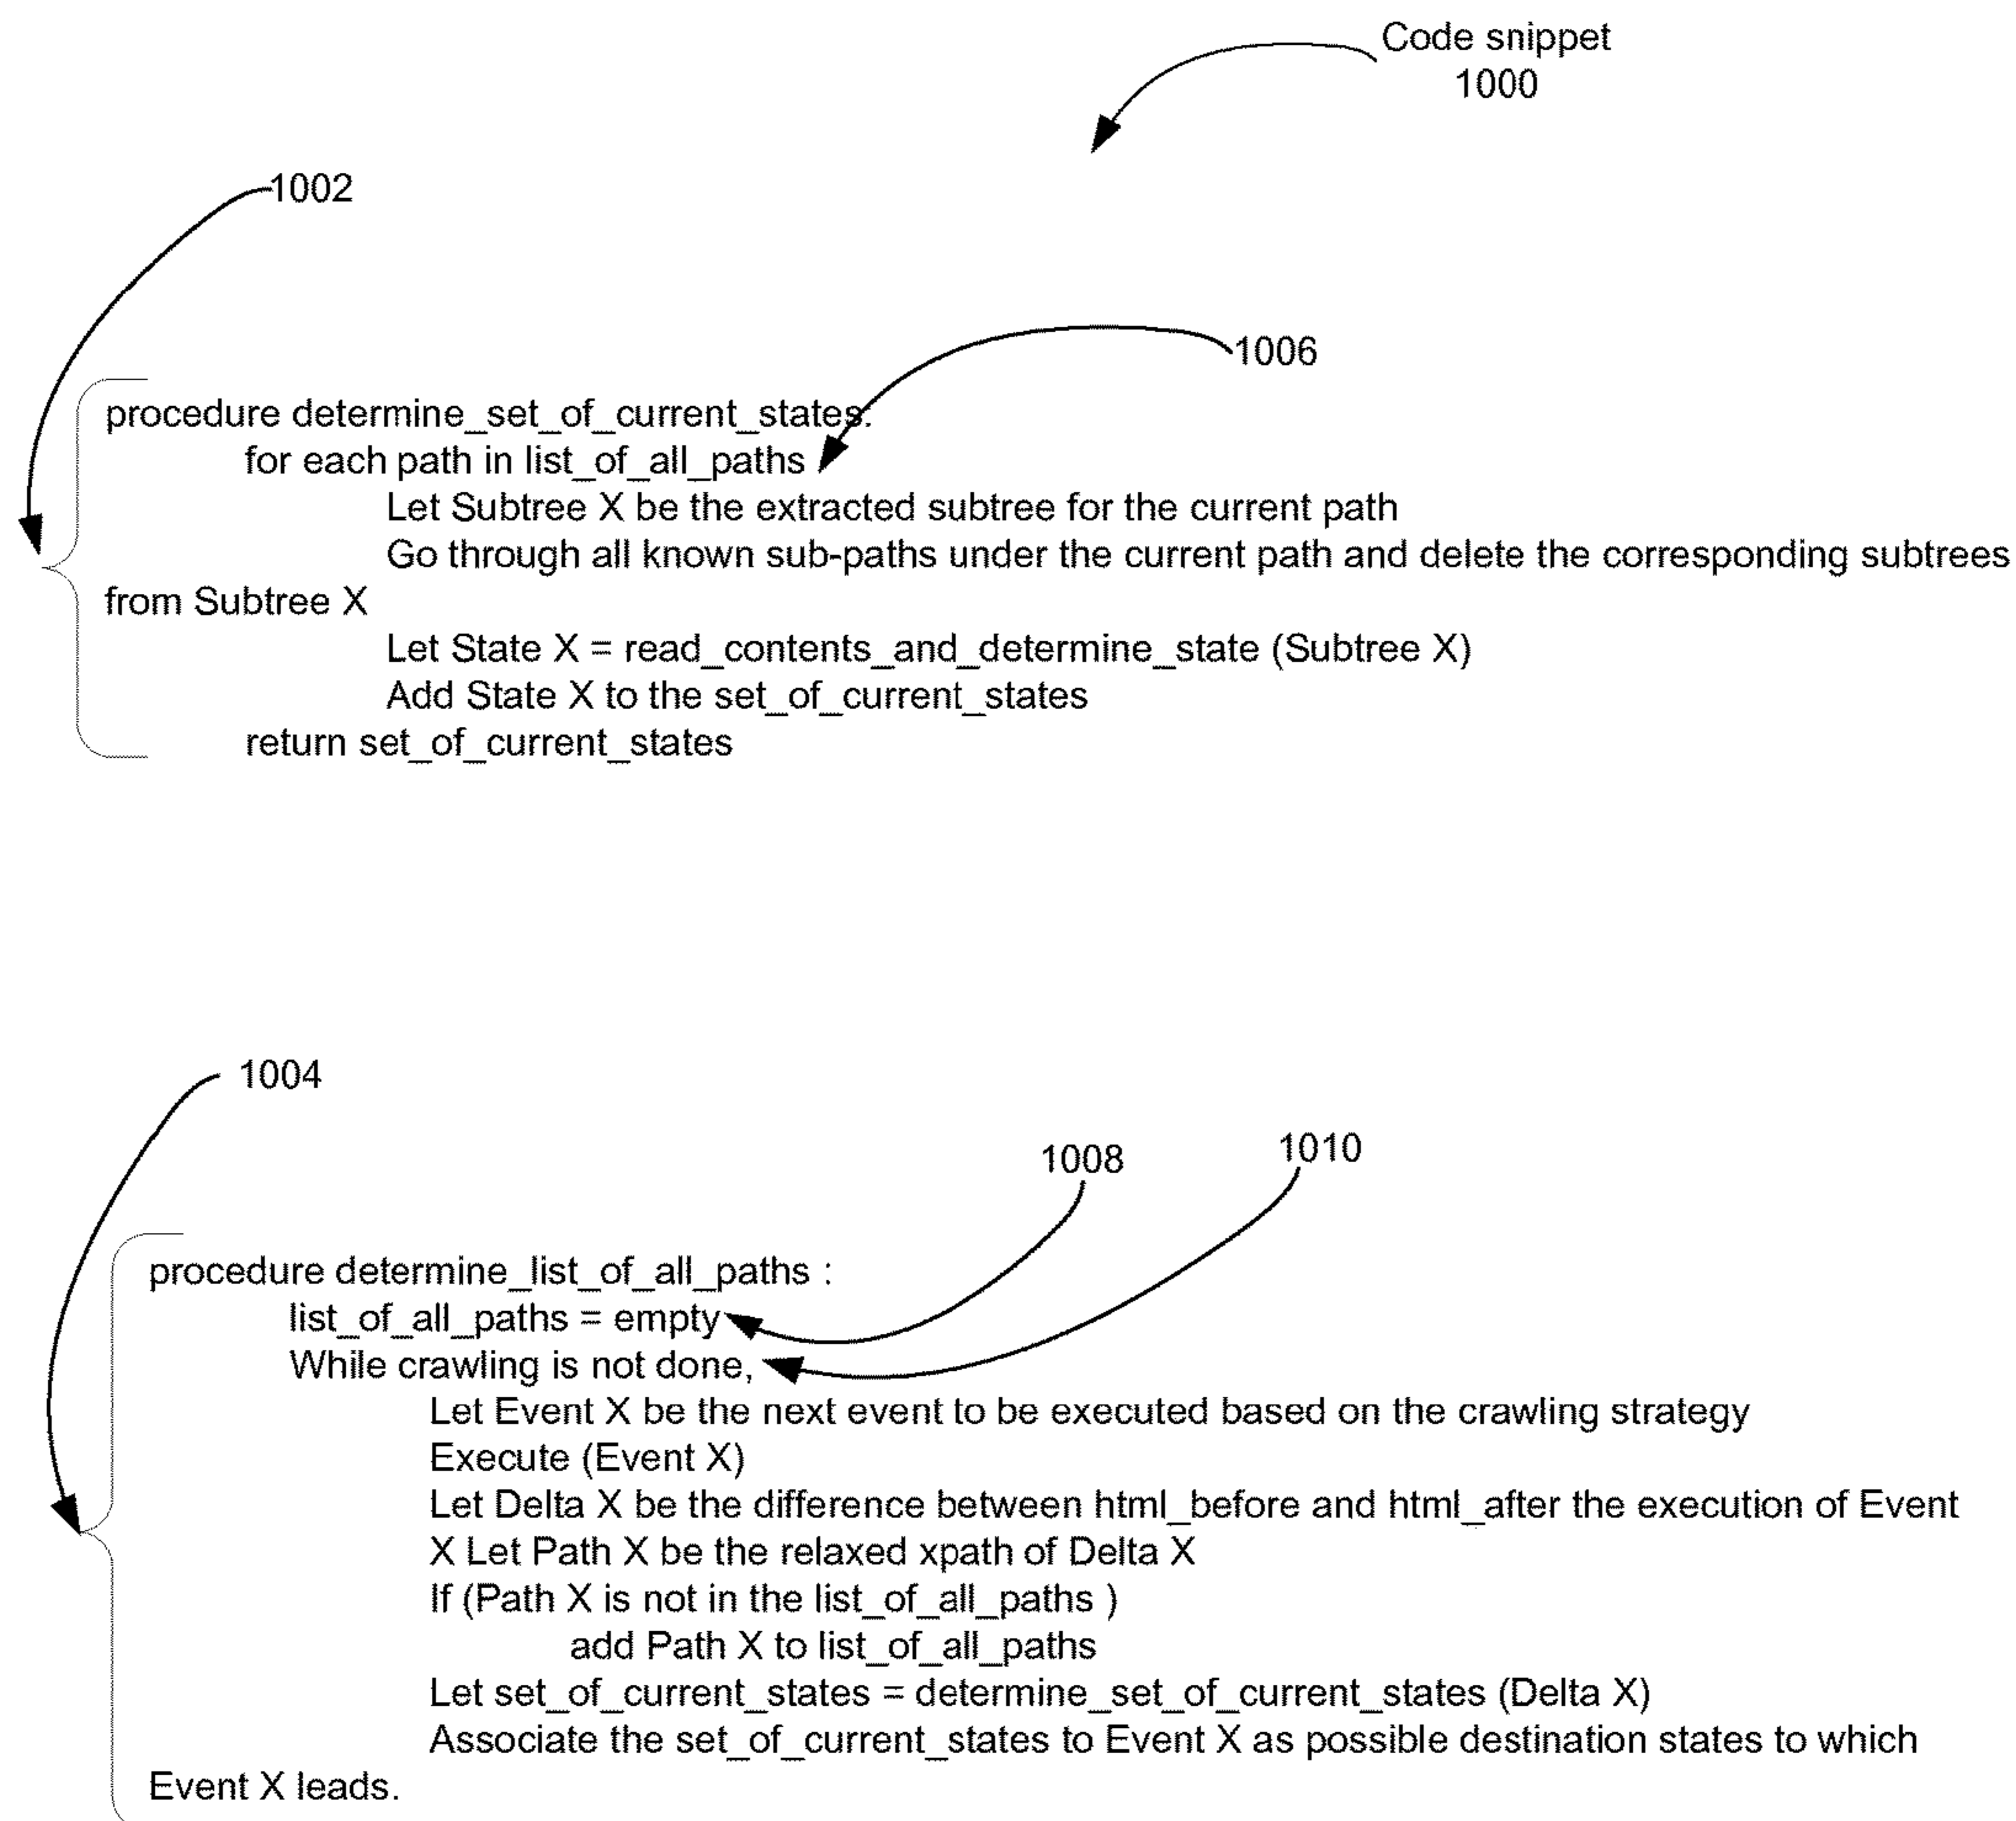 Code snippet
1000
1002
1006
procedure determine_set_of_current_states:
for each path in list_of_all_paths
Let Subtree X be the extracted subtree for the current path
Go through all known sub-paths under the current path and delete the corresponding subtrees
from Subtree X
Let State X = read_contents_and_determine_state (Subtree X)
Add State X to the set_of_current_states
return set_of_current_states
1004
1008
1010
procedure determine_list_of_all_paths :
list_of_all_paths = empty
While crawling is not done,
Let Event X be the next event to be executed based on the crawling strategy
Execute (Event X)
Let Delta X be the difference between html_before and html_after the execution of Event
X Let Path X be the relaxed xpath of Delta X
If (Path X is not in the list_of_all_paths )
add Path X to list_of_all_paths
Let set_of_current_states = determine_set_of_current_states (Delta X)
Associate the set_of_current_states to Event X as possible destination states to which
Event X leads.